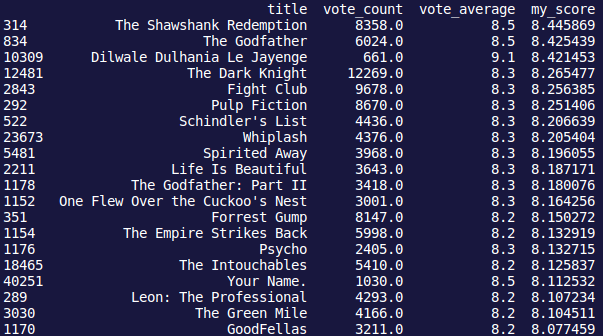 title vote_count vote_average my_score
314 The Shawshank Redemption 8358.0 8.5 8.445869
834 The Godfather 6024.0 8.5 8.425439
10309 Dilwale Dulhania Le Jayenge 661.0 9.1 8.421453
12481 The Dark Knight 12269.0 8.3 8.265477
2843 Fight Club 9678.0 8.3 8.256385
292 Pulp Fiction 8670.0 8.3 8.251406
522 Schindler's List 4436.0 8.3 8.206639
23673 Whiplash 4376.0 8.3 8.205404
5481 Spirited Away 3968.0 8.3 8.196055
2211 Life Is Beautiful 3643.0 8.3 8.187171
1178 The Godfather: Part II 3418.0 8.3 8.180076
1152 One Flew Over the Cuckoo's Nest 3001.0 8.3 8.164256
351 Forrest Gump 8147.0 8.2 8.150272
1154 The Empire Strikes Back 5998.0 8.2 8.132919
1176 Psycho 2405.0 8.3 8.132715
18465 The Intouchables 5410.0 8.2 8.125837
40251 Your Name. 1030.0 8.5 8.112532
289 Leon: The Professional 4293.0 8.2 8.107234
3030 The Green Mile 4166.0 8.2 8.104511
1170 GoodFellas 3211.0 8.2 8.077459